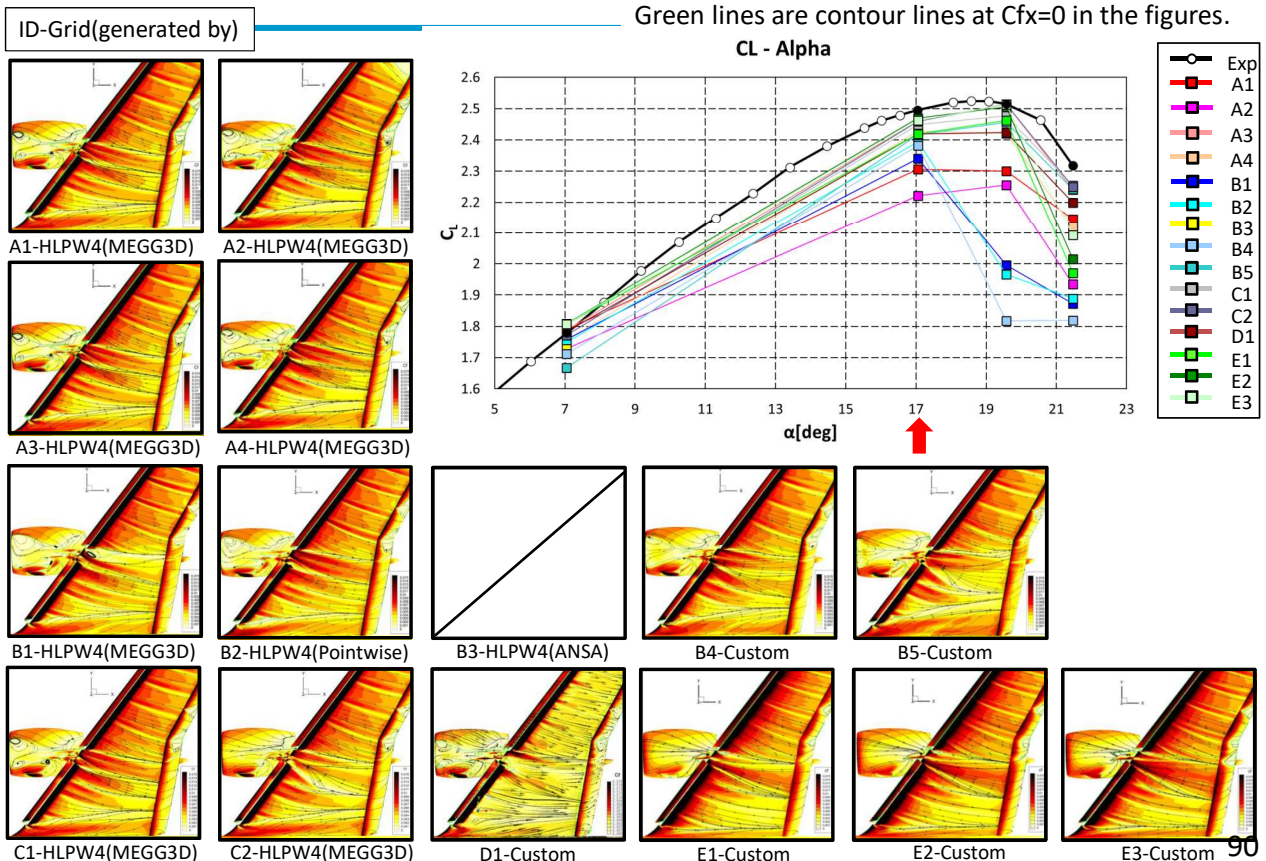 ID-Grid(generated by)
Green lines are contour lines at Cfx=0 in the figures.
A1-HLPW4(MEGG3D)
A2-HLPW4(MEGG3D)
A3-HLPW4(MEGG3D)
A4-HLPW4(MEGG3D)
CL - Alpha
CL
2.6
2.5
2.4
2.3
2.2
2.1
2
1.9
1.8
1.7
1.6
5 7 9 11 13 15 17 19 21 23
α[deg]
Exp
A1
A2
A3
A4
B1
B2
B3
B4
B5
C1
C2
D1
E1
E2
E3
B1-HLPW4(MEGG3D)
B2-HLPW4(Pointwise)
B3-HLPW4(ANSA)
B4-Custom
B5-Custom
C1-HLPW4(MEGG3D)
C2-HLPW4(MEGG3D)
D1-Custom
E1-Custom
E2-Custom
E3-Custom
90